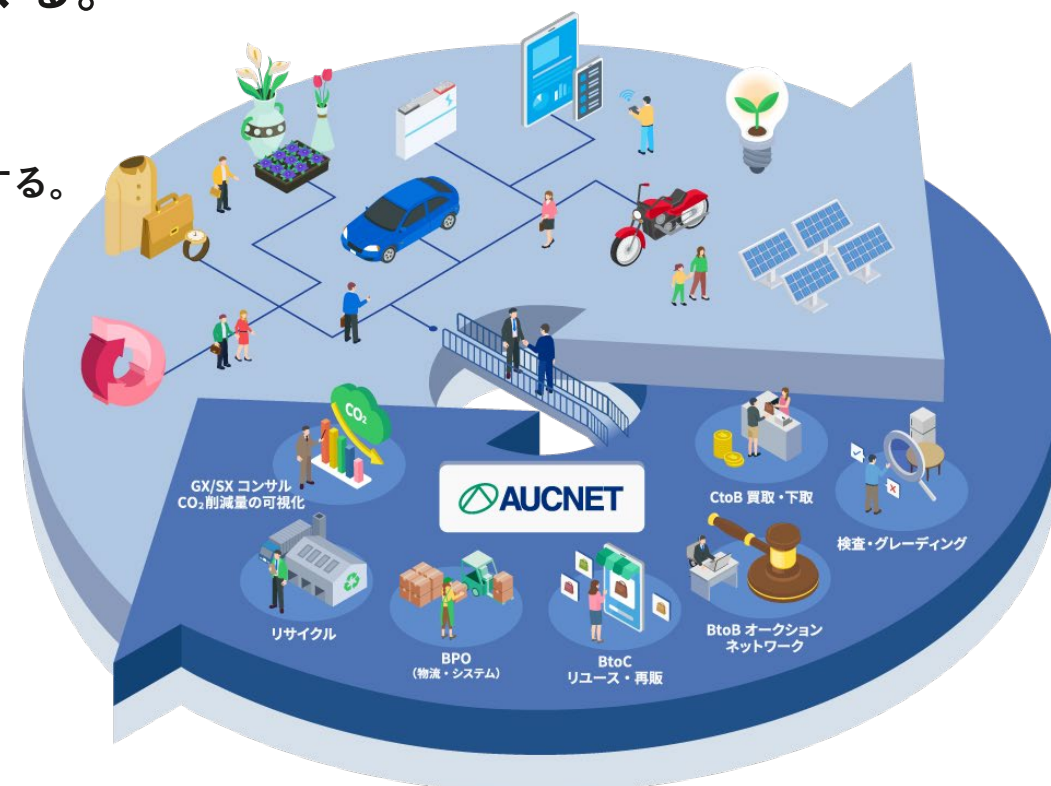 る。
する。
CO₂
GX/SX コンサル
CO₂削減量の可視化
AUCNET
CtoB 買取・下取
検査・グレーディング
リサイクル
BPO
(物流・システム)
BtoC
リユース・再販
BtoB オークション
ネットワーク